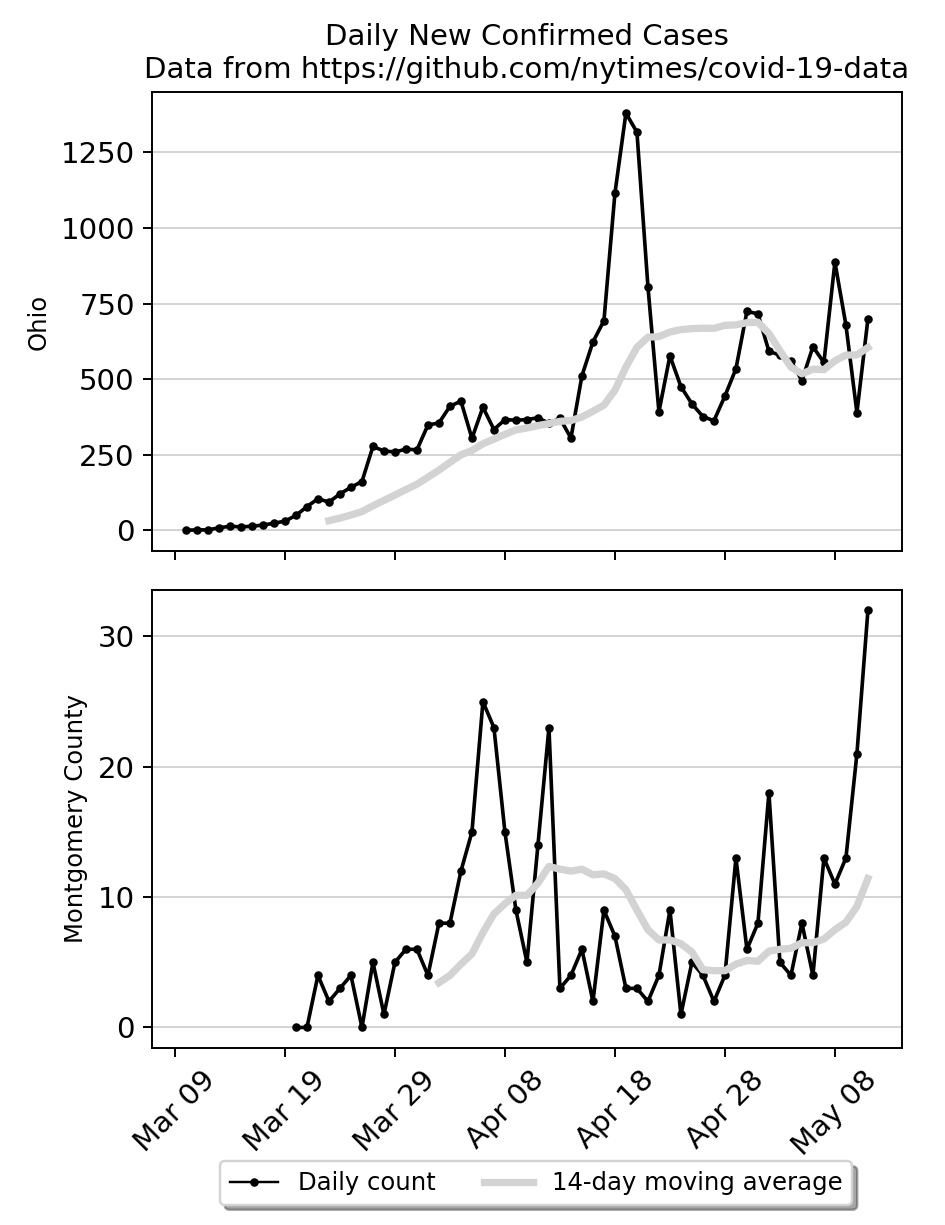 Daily New Confirmed Cases
Data from https://github.com/nytimes/covid-19-data
Ohio
1250
1000
750
500
250
0
Montgomery County
30
20
10
0
Mar 09
Mar 19
Mar 29
Apr 08
Apr 18
Apr 28
May 08
Daily count
14-day moving average